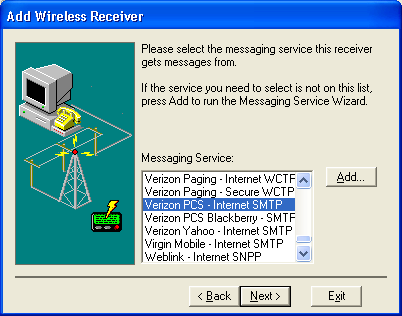 Add Wireless Receiver
Please select the messaging service this receiver
gets messages from.
If the service you need to select is not on this list,
press Add to run the Messaging Service Wizard.
Messaging Service:
Verizon Paging - Internet WCTP
Verizon Paging - Secure WCTP
Verizon PCS - Internet SMTP
Verizon PCS Blackberry - SMTF
Verizon Yahoo - Internet SMTP
Virgin Mobile - Internet SMTP
Weblink - Internet SNPP
Add...
< Back
Next >
Exit